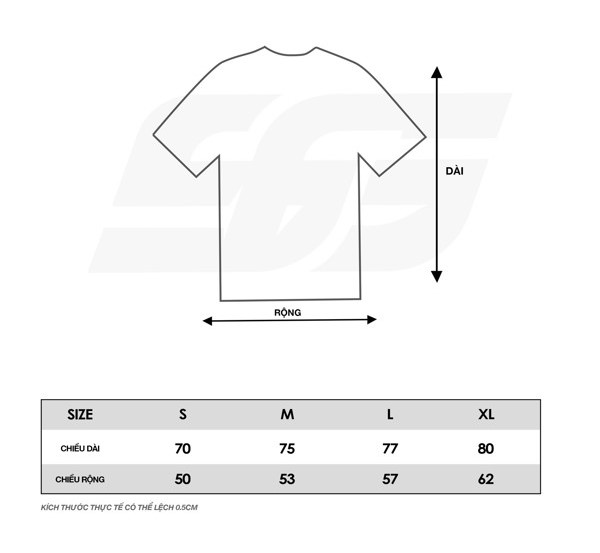 DÀI
RỘNG
SIZE S M L XL
CHIỀU DÀI 70 75 77 80
CHIỀU RỘNG 50 53 57 62
KÍCH THƯỚC THỰC TẾ CÓ THỂ LỆCH 0.5CM